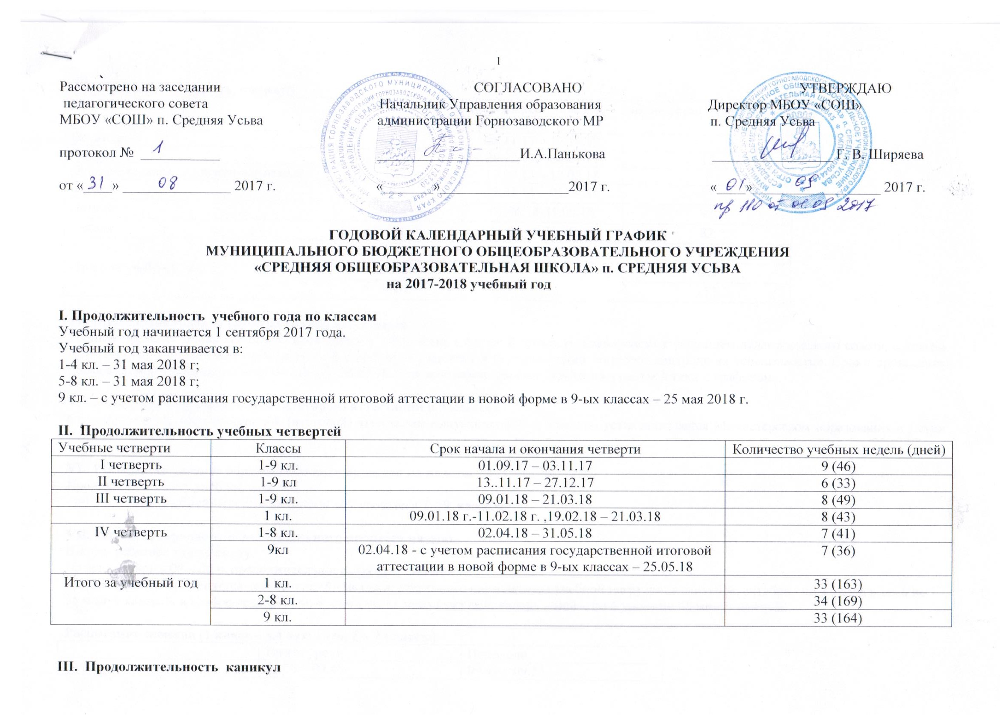 1
Рассмотрено на заседании
педагогического совета
МБОУ «СОШ» п. Средняя Усьва
протокол № 1
от «31» 08 2017 г.
СОГЛАСОВАНО
Начальник Управления образования
администрации Горнозаводского МР
И.А.Панькова
«____» ____ 2017 г.
УТВЕРЖДАЮ
Директор МБОУ «СОШ»
п. Средняя Усьва
Г. В. Ширяева
«01» 09 2017 г.
пр 110 от 01.09 2017
ГОДОВОЙ КАЛЕНДАРНЫЙ УЧЕБНЫЙ ГРАФИК
МУНИЦИПАЛЬНОГО БЮДЖЕТНОГО ОБЩЕОБРАЗОВАТЕЛЬНОГО УЧРЕЖДЕНИЯ
«СРЕДНЯЯ ОБЩЕОБРАЗОВАТЕЛЬНАЯ ШКОЛА» п. СРЕДНЯЯ УСЬВА
на 2017-2018 учебный год
I. Продолжительность учебного года по классам
Учебный год начинается 1 сентября 2017 года.
Учебный год заканчивается в:
1-4 кл. – 31 мая 2018 г;
5-8 кл. – 31 мая 2018 г;
9 кл. – с учетом расписания государственной итоговой аттестации в новой форме в 9-ых классах – 25 мая 2018 г.
II. Продолжительность учебных четвертей
Учебные четверти Классы Срок начала и окончания четверти Количество учебных недель (дней)
I четверть 1-9 кл. 01.09.17 – 03.11.17 9 (46)
II четверть 1-9 кл 13..11.17 – 27.12.17 6 (33)
III четверть 1-9 кл. 09.01.18 – 21.03.18 8 (49)
1 кл. 09.01.18 г.-11.02.18 г. ,19.02.18 – 21.03.18 8 (43)
IV четверть 1-8 кл. 02.04.18 – 31.05.18 7 (41)
9кл 02.04.18 - с учетом расписания государственной итоговой 7 (36)
аттестации в новой форме в 9-ых классах – 25.05.18
Итого за учебный год 1 кл. 33 (163)
2-8 кл. 34 (169)
9 кл. 33 (164)
III. Продолжительность каникул